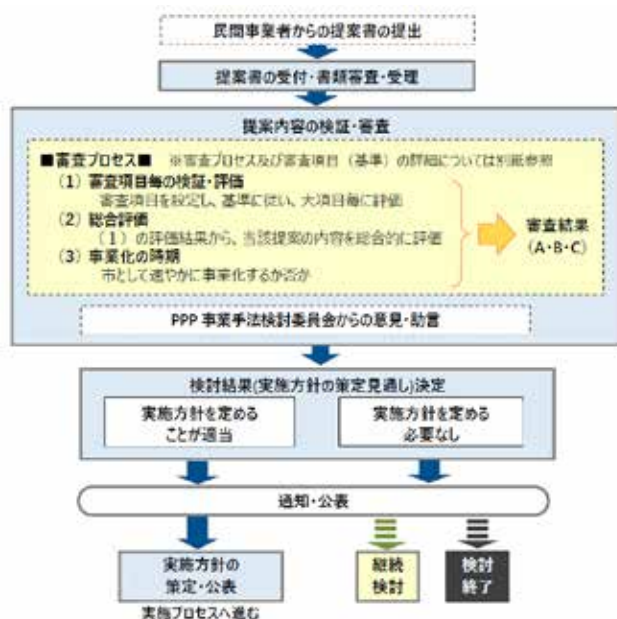 民間事業者からの提案書の提出
提案書の受付・書類審査・受理
提案内容の検証・審査
■審査プロセス■ ※審査プロセス及び審査項目（基準）の詳細については別紙参照
（1）審査項目毎の検証・評価
審査項目を設定し、基準に従い、大項目毎に評価
（2）総合評価
（1）の評価結果から、当該提案の内容を総合的に評価
（3）事業化の時期
市として速やかに事業化するか否か
審査結果
(A・B・C)
PPP 事業手法検討委員会からの意見・助言
検討結果(実施方針の策定見通し)決定
実施方針を定める
ことが適当
実施方針を定める
必要なし
通知・公表
実施方針の
策定・公表
継続
検討
検討
終了
実施プロセスへ進む